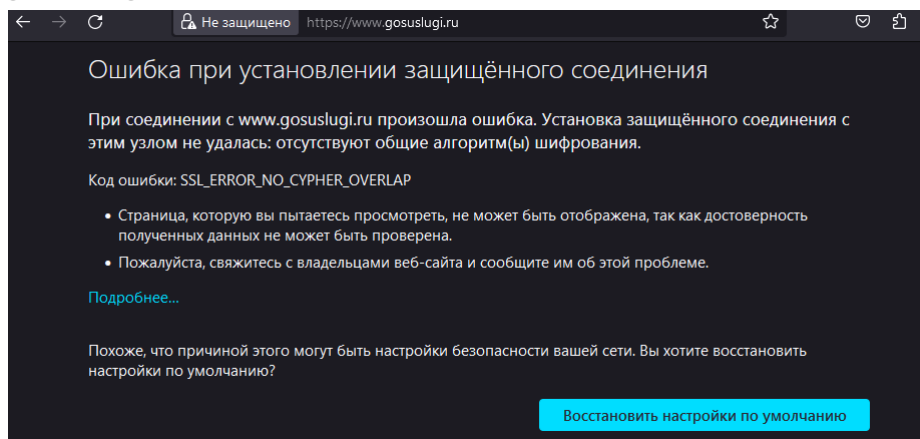 Не защищено https://www.gosuslugi.ru
Ошибка при установлении защищённого соединения
При соединении с www.gosuslugi.ru произошла ошибка. Установка защищённого соединения с
этим узлом не удалась: отсутствуют общие алгоритм(ы) шифрования.
Код ошибки: SSL_ERROR_NO_CYPHER_OVERLAP
• Страница, которую вы пытаетесь просмотреть, не может быть отображена, так как достоверность
полученных данных не может быть проверена.
• Пожалуйста, свяжитесь с владельцами веб-сайта и сообщите им об этой проблеме.
Подробнее...
Похоже, что причиной этого могут быть настройки безопасности вашей сети. Вы хотите восстановить
настройки по умолчанию?
Восстановить настройки по умолчанию